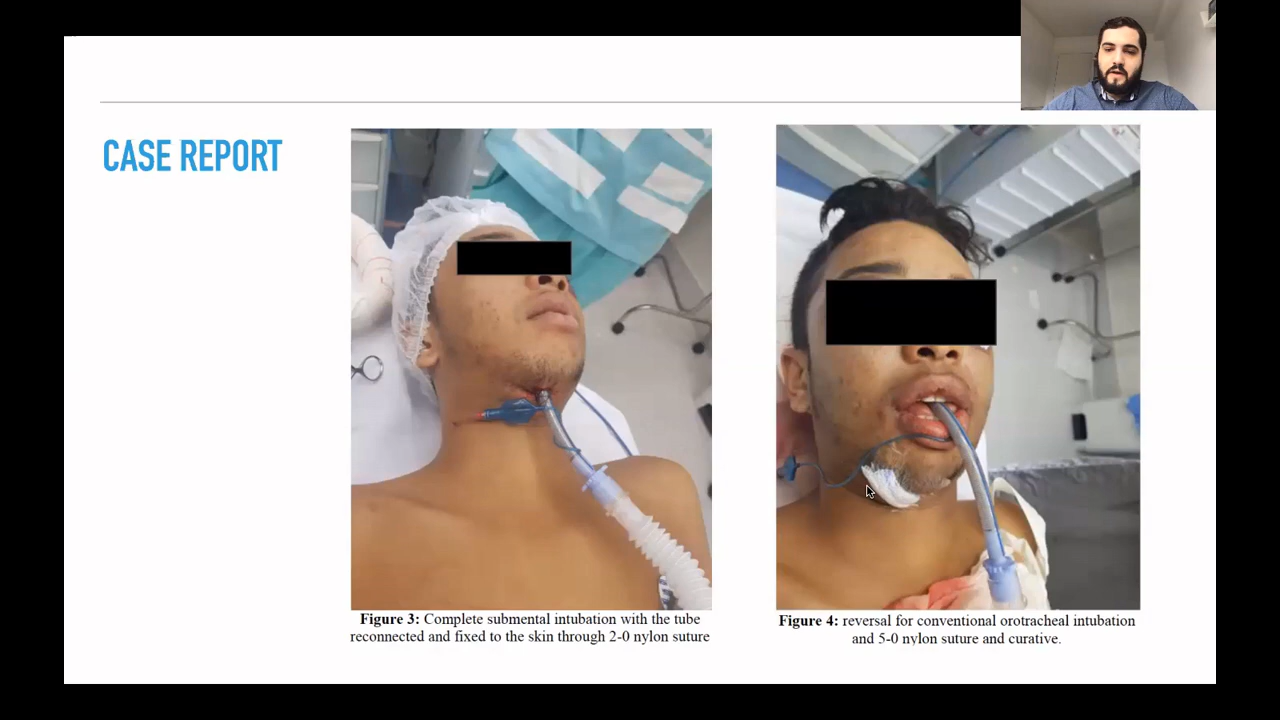 CASE REPORT
Figure 3: Complete submental intubation with the tube
reconnected and fixed to the skin through 2-0 nylon suture
Figure 4: reversal for conventional orotracheal intubation
and 5-0 nylon suture and curative.